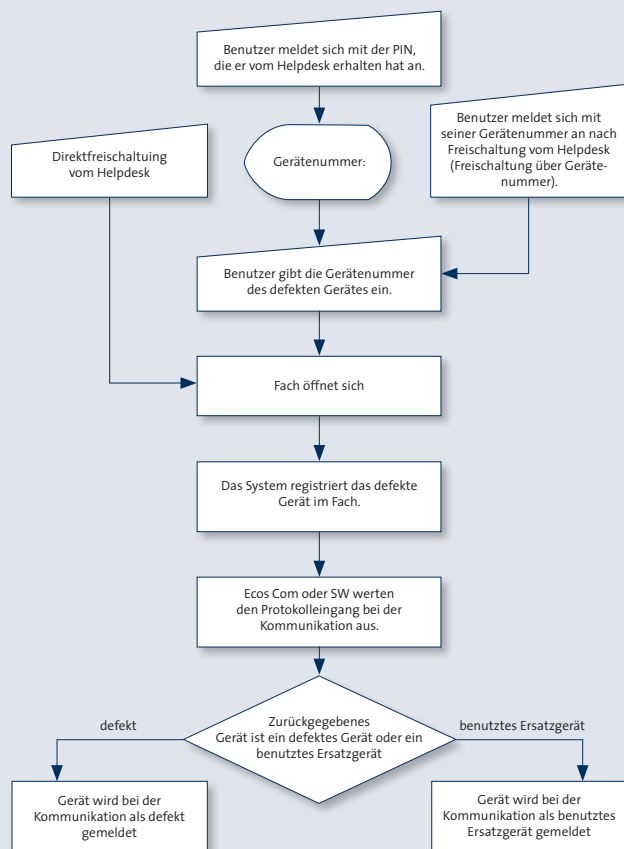 Benutzer meldet sich mit der PIN,
die er vom Helpdesk erhalten hat an.
Direktfreischaltuing
vom Helpdesk
Gerätenummer:
Benutzer meldet sich mit
seiner Gerätenummer an nach
Freischaltung vom Helpdesk
(Freischaltung über Geräte-
nummer).
Benutzer gibt die Gerätenummer
des defekten Gerätes ein.
Fach öffnet sich
Das System registriert das defekte
Gerät im Fach.
Ecos Com oder SW werten
den Protokolleingang bei der
Kommunikation aus.
defekt
Zurückgegebenes
Gerät ist ein defektes Gerät oder ein
benutztes Ersatzgerät
benutztes Ersatzgerät
Gerät wird bei der
Kommunikation als defekt
gemeldet
Gerät wird bei der
Kommunikation als benutztes
Ersatzgerät gemeldet